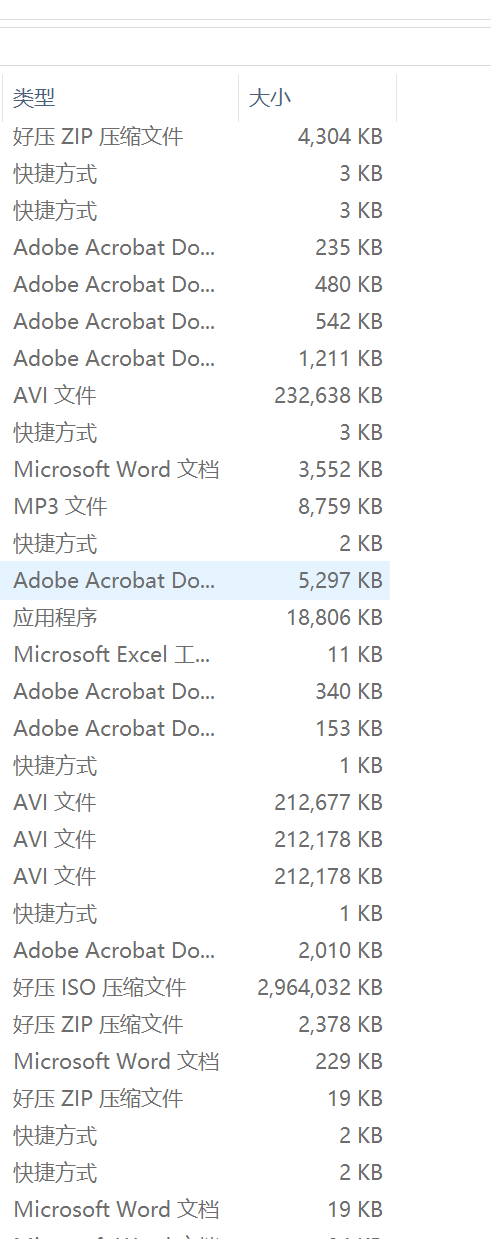 类型 大小
好压 ZIP 压缩文件 4,304 KB
快捷方式 3 KB
快捷方式 3 KB
Adobe Acrobat Do... 235 KB
Adobe Acrobat Do... 480 KB
Adobe Acrobat Do... 542 KB
Adobe Acrobat Do... 1,211 KB
AVI 文件 232,638 KB
快捷方式 3 KB
Microsoft Word 文档 3,552 KB
MP3 文件 8,759 KB
快捷方式 2 KB
Adobe Acrobat Do... 5,297 KB
应用程序 18,806 KB
Microsoft Excel 工... 11 KB
Adobe Acrobat Do... 340 KB
Adobe Acrobat Do... 153 KB
快捷方式 1 KB
AVI 文件 212,677 KB
AVI 文件 212,178 KB
AVI 文件 212,178 KB
快捷方式 1 KB
Adobe Acrobat Do... 2,010 KB
好压 ISO 压缩文件 2,964,032 KB
好压 ZIP 压缩文件 2,378 KB
Microsoft Word 文档 229 KB
好压 ZIP 压缩文件 19 KB
快捷方式 2 KB
快捷方式 2 KB
Microsoft Word 文档 19 KB